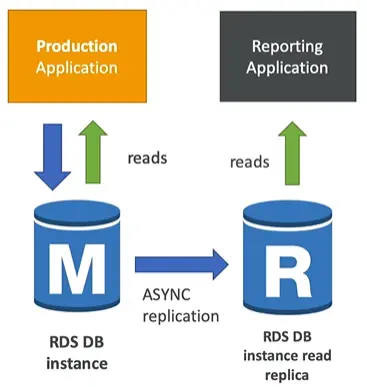 Production
Application
Reporting
Application
reads
reads
M
R
ASYNC
replication
RDS DB
instance
RDS DB
instance read
replica